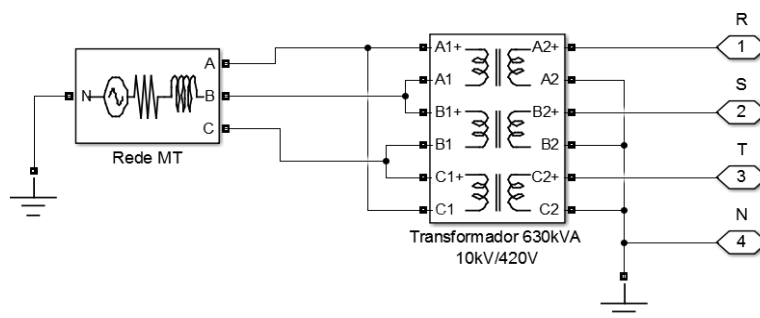 R
A
A1+
A2+
1
N
A1
A2
S
B
B1+
B2+
2
C
B1
B2
T
Rede MT
C1+
C2+
3
C1
C2
N
Transformador 630kVA
4
10kV/420V